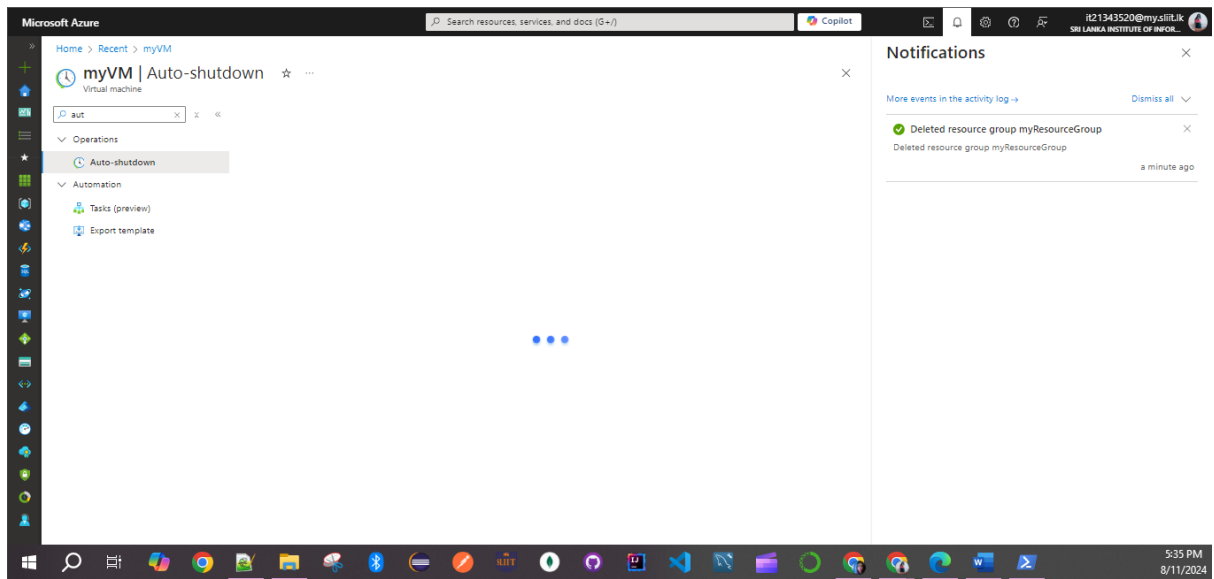 Microsoft Azure
Search resources, services, and docs (G+/)
Copilot
it21343520@my.sliit.lk
SRI LANKA INSTITUTE OF INFOR...
Home > Recent > myVM
myVM | Auto-shutdown
Virtual machine
aut
Operations
Auto-shutdown
Automation
Tasks (preview)
Export template
Notifications
More events in the activity log →
Dismiss all
Deleted resource group myResourceGroup
Deleted resource group myResourceGroup
a minute ago
5:35 PM
8/11/2024